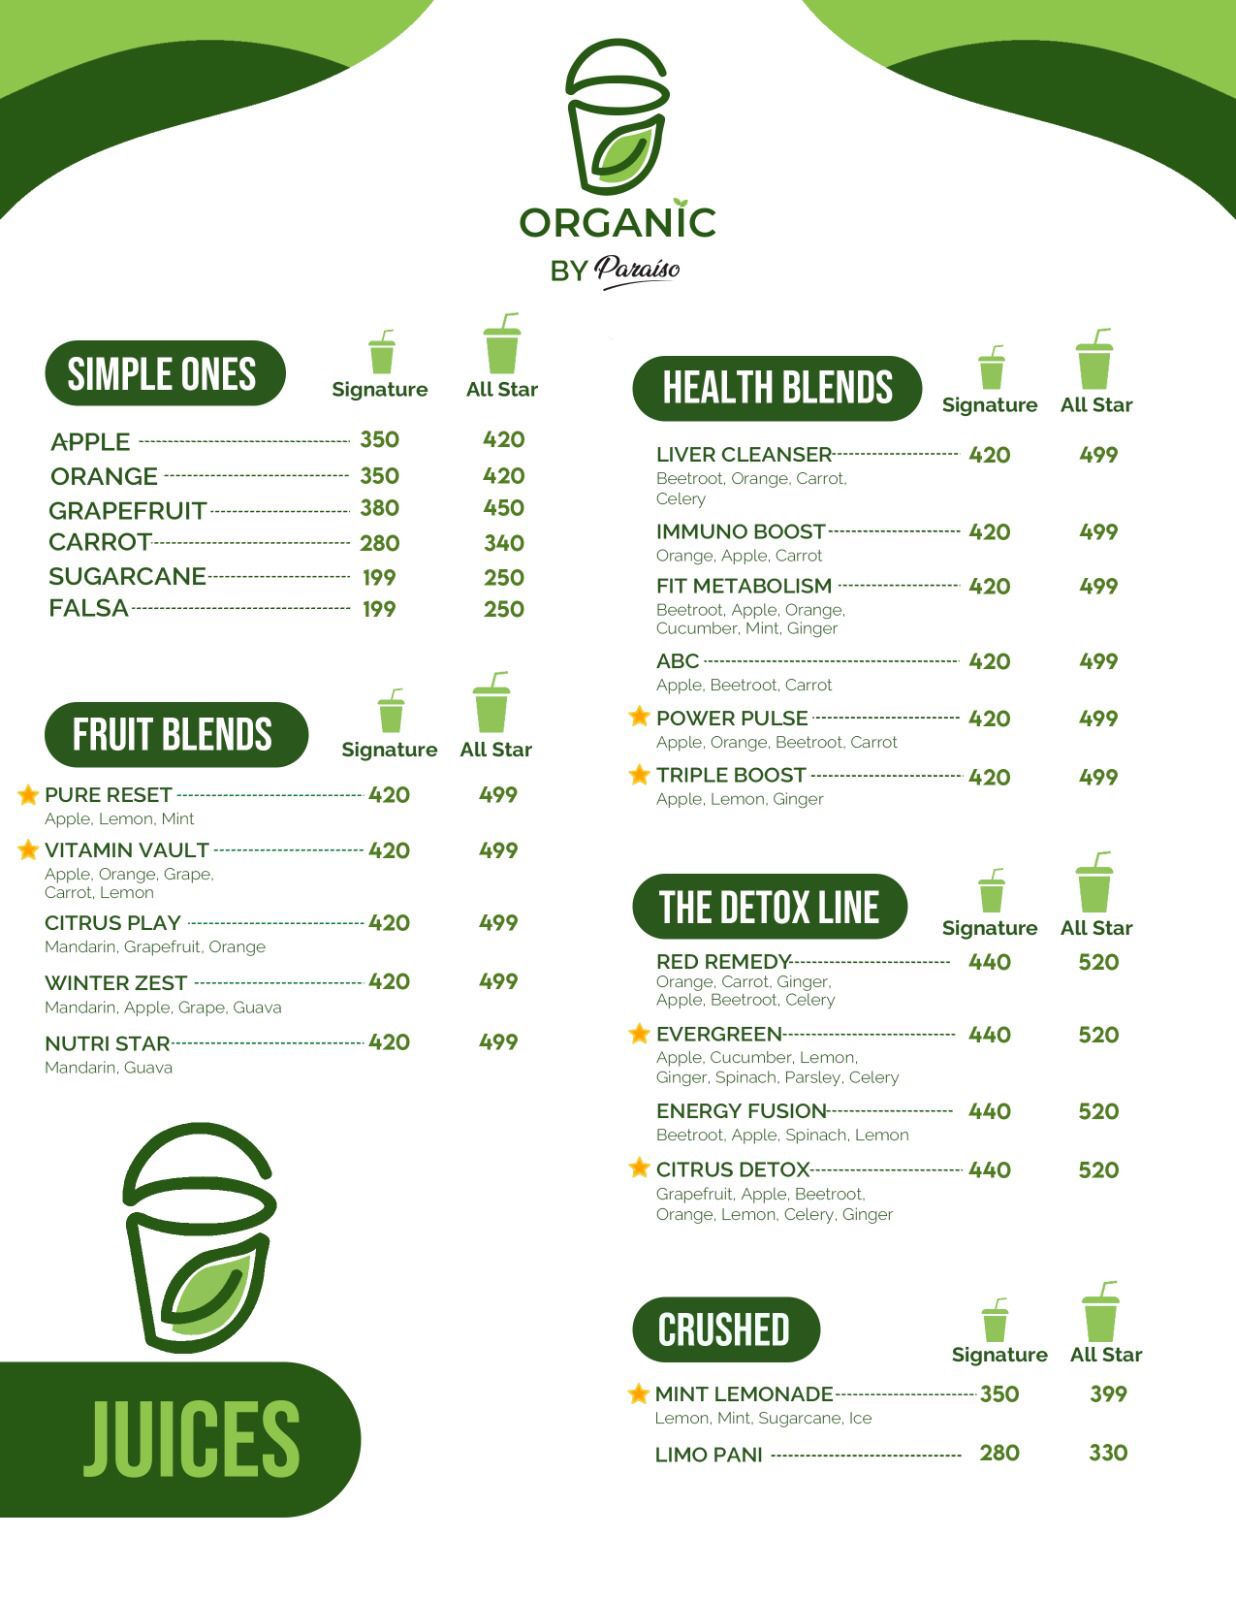 ORGANIC
BY Paraíso
SIMPLE ONES
Signature All Star
APPLE 350 420
ORANGE 350 420
GRAPEFRUIT 380 450
CARROT 280 340
SUGARCANE 199 250
FALSA 199 250
FRUIT BLENDS
Signature All Star
PURE RESET 420 499
Apple, Lemon, Mint
VITAMIN VAULT 420 499
Apple, Orange, Grape,
Carrot, Lemon
CITRUS PLAY 420 499
Mandarin, Grapefruit, Orange
WINTER ZEST 420 499
Mandarin, Apple, Grape, Guava
NUTRI STAR 420 499
Mandarin, Guava
JUICES
HEALTH BLENDS
Signature All Star
LIVER CLEANSER 420 499
Beetroot, Orange, Carrot,
Celery
IMMUNO BOOST 420 499
Orange, Apple, Carrot
FIT METABOLISM 420 499
Beetroot, Apple, Orange,
Cucumber, Mint, Ginger
ABC 420 499
Apple, Beetroot, Carrot
POWER PULSE 420 499
Apple, Orange, Beetroot, Carrot
TRIPLE BOOST 420 499
Apple, Lemon, Ginger
THE DETOX LINE
Signature All Star
RED REMEDY 440 520
Orange, Carrot, Ginger,
Apple, Beetroot, Celery
EVERGREEN 440 520
Apple, Cucumber, Lemon,
Ginger, Spinach, Parsley, Celery
ENERGY FUSION 440 520
Beetroot, Apple, Spinach, Lemon
CITRUS DETOX 440 520
Grapefruit, Apple, Beetroot,
Orange, Lemon, Celery, Ginger
CRUSHED
Signature All Star
MINT LEMONADE 350 399
Lemon, Mint, Sugarcane, Ice
LIMO PANI 280 330